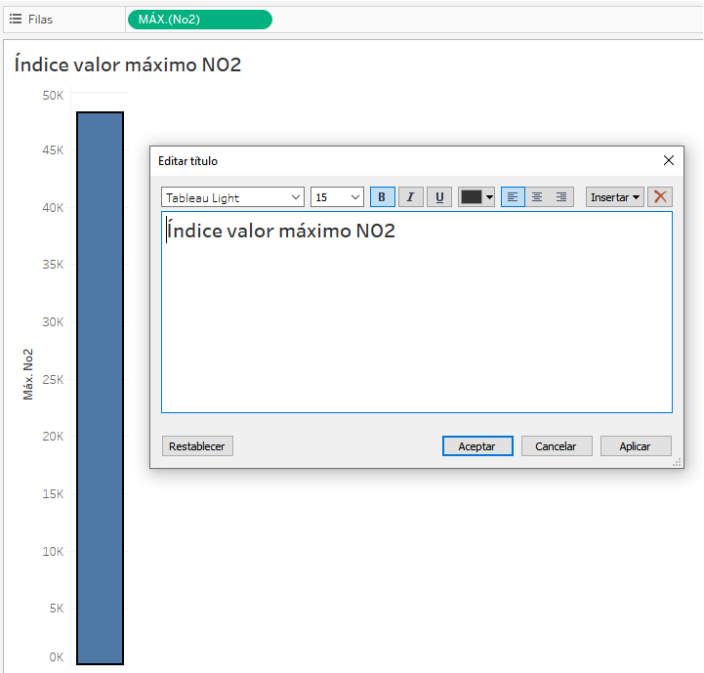 Filas
MÁX.(No2)
Índice valor máximo NO2
50K
45K
40K
35K
30K
25K
20K
15K
10K
5K
0K
Máx. No2
Editar título
Tableau Light
15
B I U
Insertar
Índice valor máximo NO2
Restablecer
Aceptar
Cancelar
Aplicar